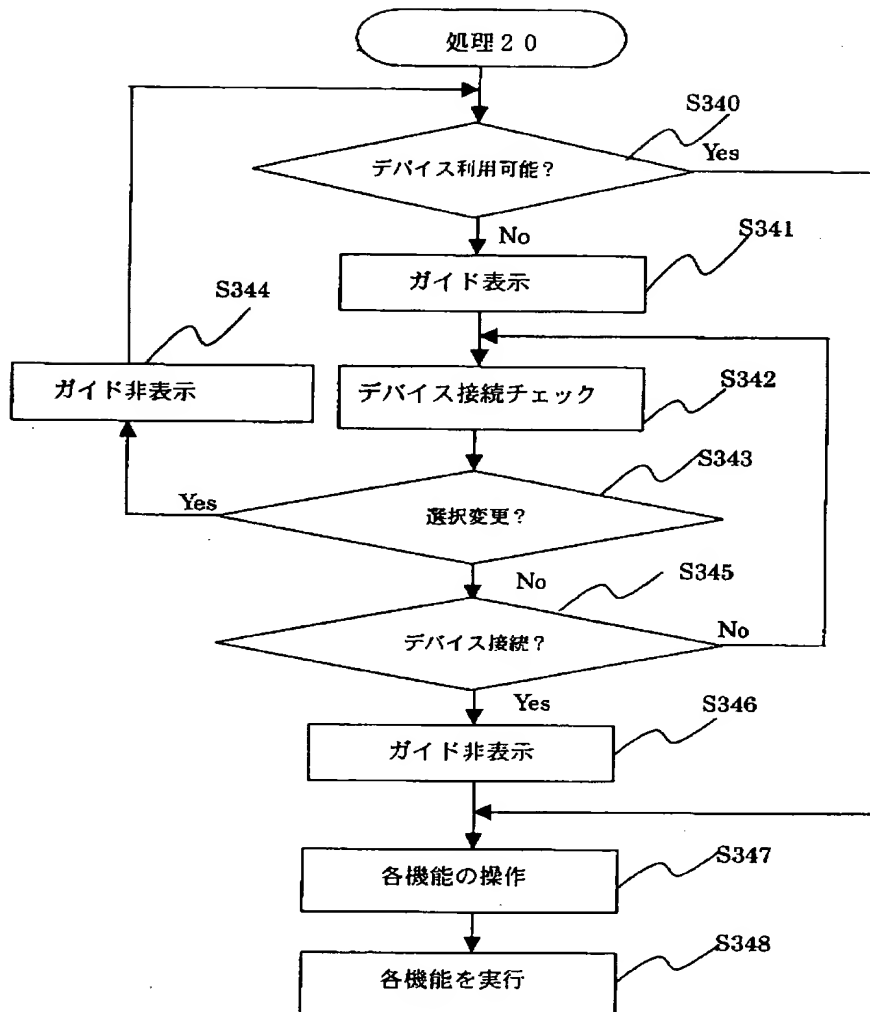 処理２０
S340
デバイス利用可能？
Yes
No
S341
ガイド表示
S344
ガイド非表示
デバイス接続チェック
S342
S343
Yes
選択変更？
No
S345
デバイス接続？
No
Yes
S346
ガイド非表示
S347
各機能の操作
S348
各機能を実行